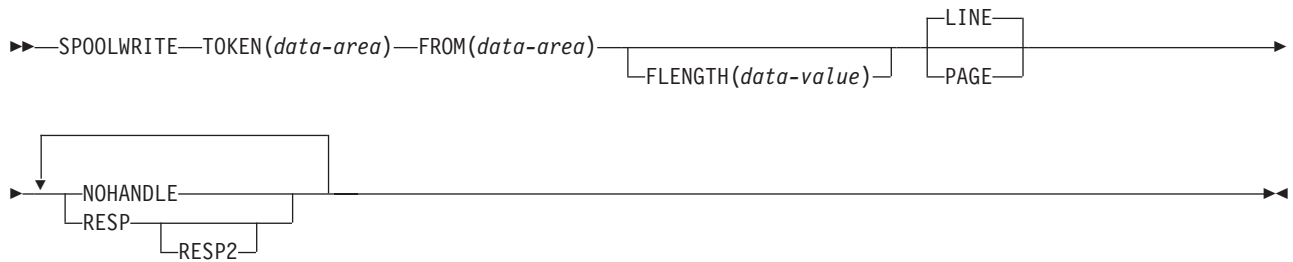 LINE
SPOOLWRITE TOKEN(data-area) FROM(data-area)
FLENGTH(data-value) PAGE
NOHANDLE
RESP
RESP2